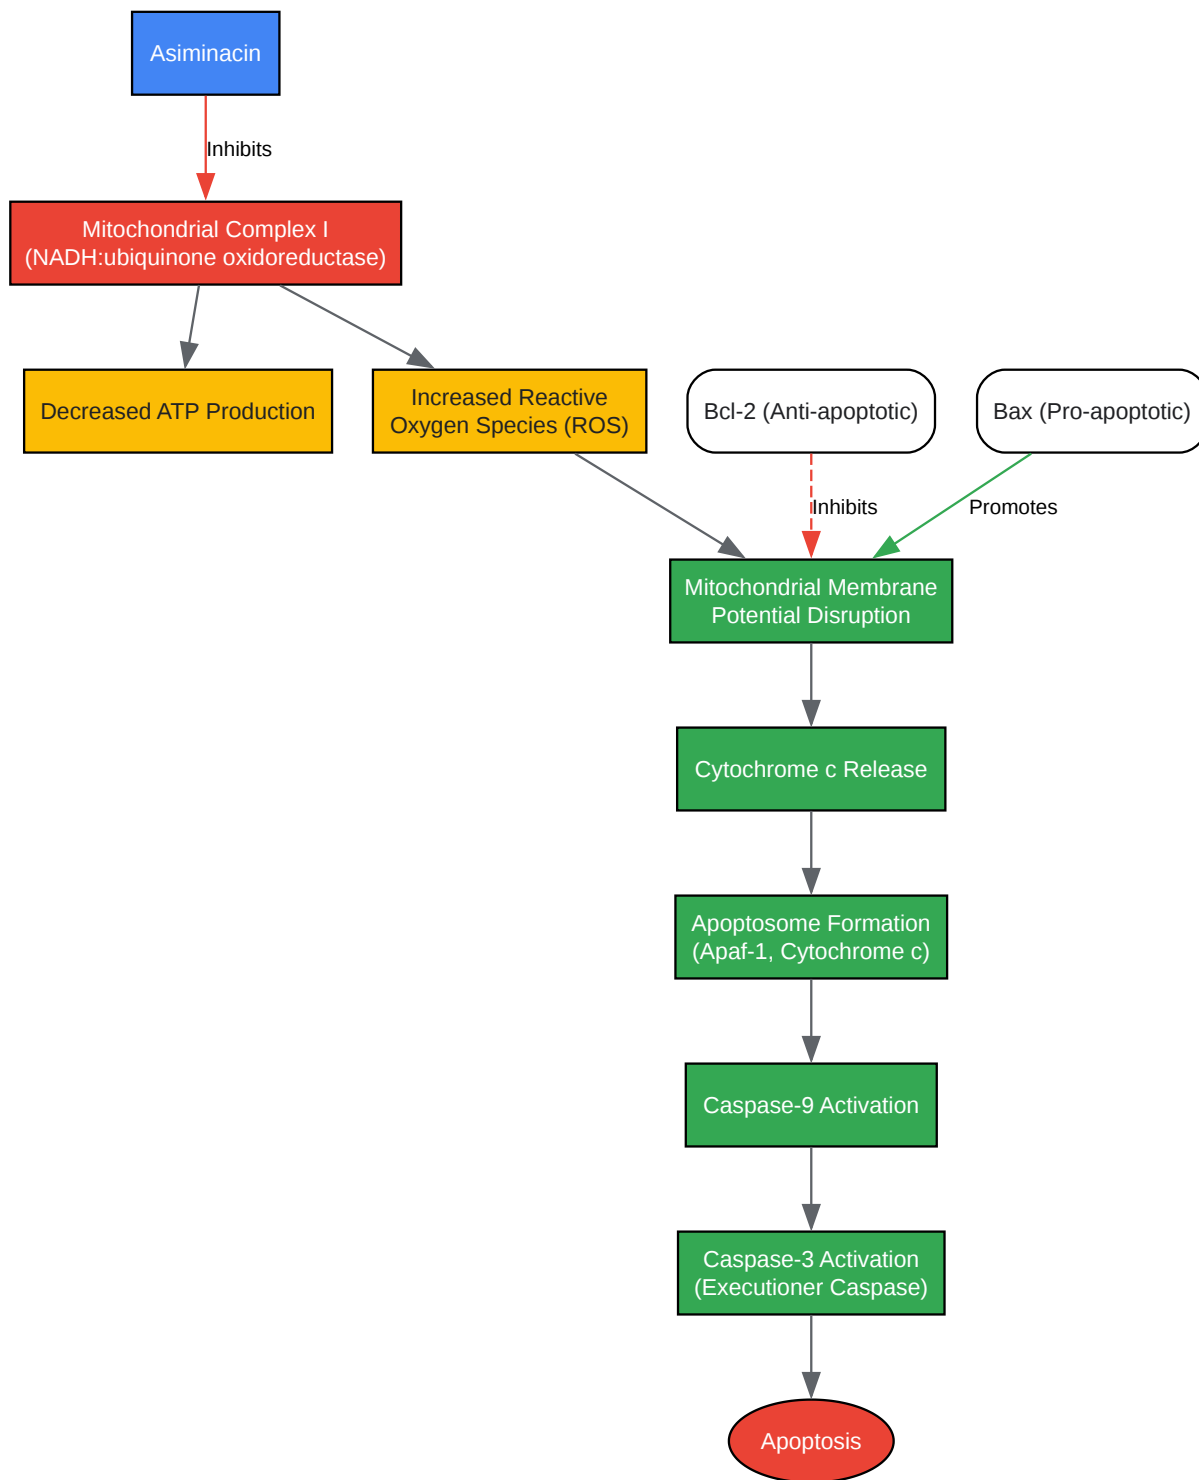 Asiminacin
Inhibits
Mitochondrial Complex I
(NADH:ubiquinone oxidoreductase)
Decreased ATP Production
Increased Reactive
Oxygen Species (ROS)
Bcl-2 (Anti-apoptotic)
Bax (Pro-apoptotic)
Inhibits
Promotes
Mitochondrial Membrane
Potential Disruption
Cytochrome c Release
Apoptosome Formation
(Apaf-1, Cytochrome c)
Caspase-9 Activation
Caspase-3 Activation
(Executioner Caspase)
Apoptosis